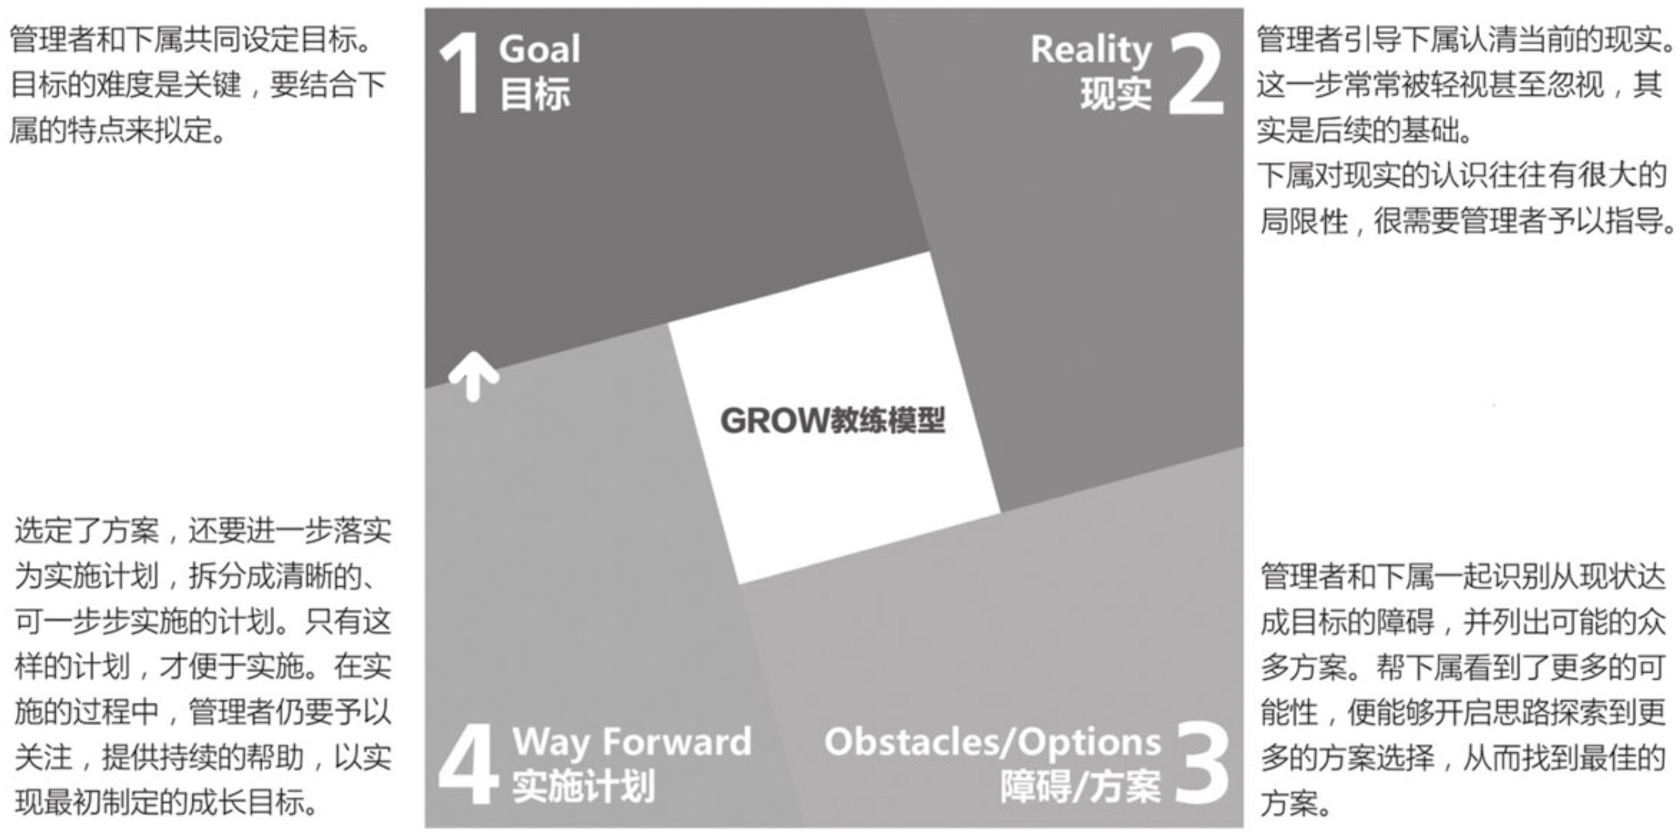 管理者和下属共同设定目标。
目标的难度是关键，要结合下
属的特点来拟定。
1 Goal
目标
Reality 2
现实
管理者引导下属认清当前的现实。
这一步常常被轻视甚至忽视，其
实是后续的基础。
下属对现实的认识往往有很大的
局限性，很需要管理者予以指导。
GROW教练模型
选定了方案，还要进一步落实
为实施计划，拆分成清晰的、
可一步步实施的计划。只有这
样的计划，才便于实施。在实
施的过程中，管理者仍要予以
关注，提供持续的帮助，以实
现最初制定的成长目标。
4 Way Forward
实施计划
Obstacles/Options 3
障碍/方案
管理者和下属一起识别从现状达
成目标的障碍，并列出可能的众
多方案。帮下属看到了更多的可
能性，便能够开启思路探索到更
多的方案选择，从而找到最佳的
方案。